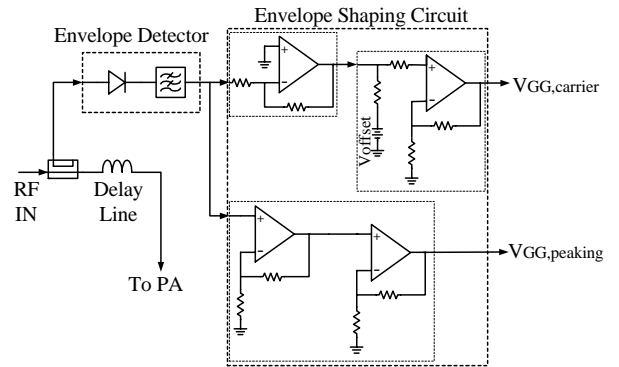 Envelope Shaping Circuit
Envelope Detector
+
-
+
-
VGG,carrier
Voffset
RF
IN
Delay
Line
To PA
+
-
+
-
VGG,peaking